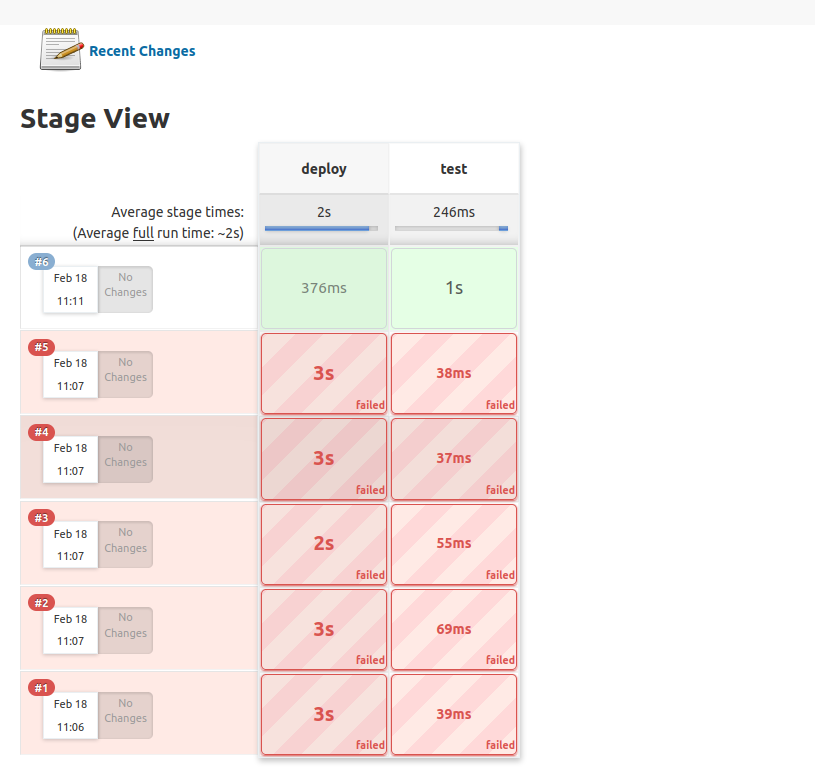 Recent Changes
Stage View
deploy test
Average stage times: 2s 246ms
(Average full run time: ~2s)
#6
Feb 18 No
11:11 Changes
376ms 1s
#5
Feb 18 No
11:07 Changes
3s 38ms
failed failed
#4
Feb 18 No
11:07 Changes
3s 37ms
failed failed
#3
Feb 18 No
11:07 Changes
2s 55ms
failed failed
#2
Feb 18 No
11:07 Changes
3s 69ms
failed failed
#1
Feb 18 No
11:06 Changes
3s 39ms
failed failed